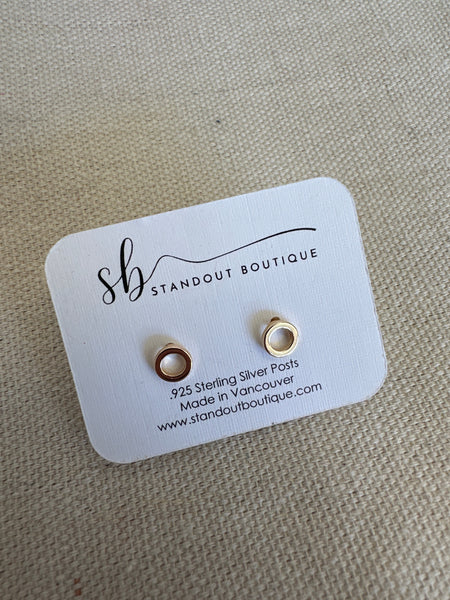 sb STANDOUT BOUTIQUE
.925 Sterling Silver Posts
Made in Vancouver
www.standoutboutique.com